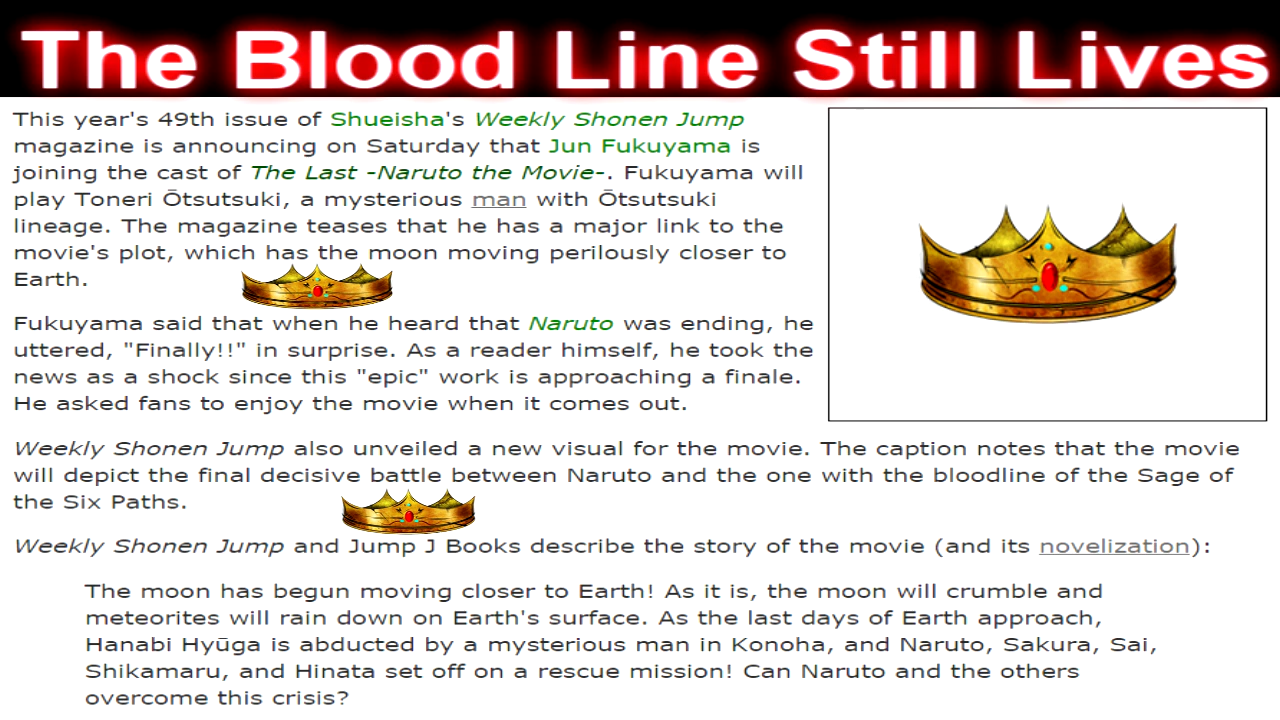 The Blood Line Still Lives
This year's 49th issue of Shueisha's Weekly Shonen Jump
magazine is announcing on Saturday that Jun Fukuyama is
joining the cast of The Last -Naruto the Movie-. Fukuyama will
play Toneri Ōtsutsuki, a mysterious man with Ōtsutsuki
lineage. The magazine teases that he has a major link to the
movie's plot, which has the moon moving perilously closer to
Earth.
Fukuyama said that when he heard that Naruto was ending, he
uttered, "Finally!!" in surprise. As a reader himself, he took the
news as a shock since this "epic" work is approaching a finale.
He asked fans to enjoy the movie when it comes out.
Weekly Shonen Jump also unveiled a new visual for the movie. The caption notes that the movie
will depict the final decisive battle between Naruto and the one with the bloodline of the Sage of
the Six Paths.
Weekly Shonen Jump and Jump J Books describe the story of the movie (and its novelization):
The moon has begun moving closer to Earth! As it is, the moon will crumble and
meteorites will rain down on Earth's surface. As the last days of Earth approach,
Hanabi Hyūga is abducted by a mysterious man in Konoha, and Naruto, Sakura, Sai,
Shikamaru, and Hinata set off on a rescue mission! Can Naruto and the others
overcome this crisis?